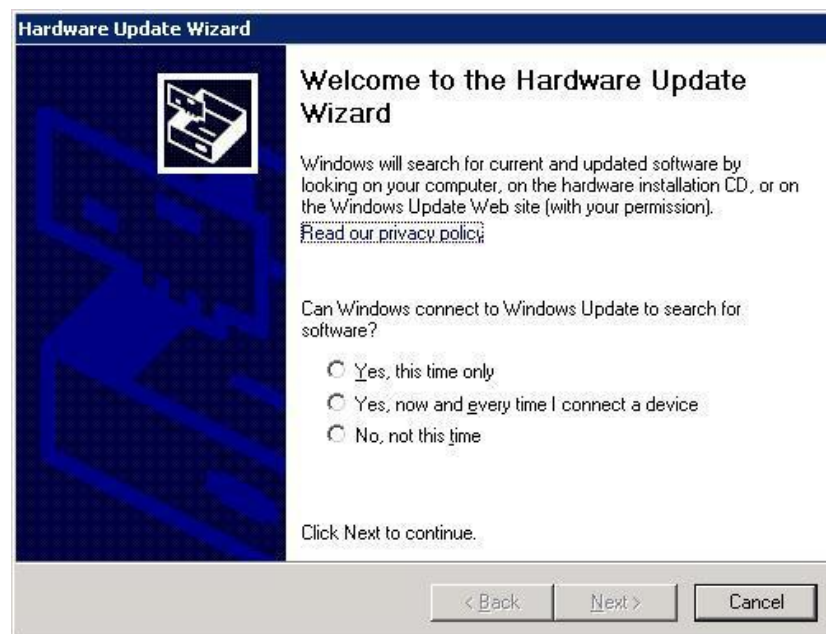 Hardware Update Wizard
Welcome to the Hardware Update
Wizard
Windows will search for current and updated software by
looking on your computer, on the hardware installation CD, or on
the Windows Update Web site (with your permission).
Read our privacy policy
Can Windows connect to Windows Update to search for
software?
Yes, this time only
Yes, now and every time I connect a device
No, not this time
Click Next to continue.
< Back
Next >
Cancel